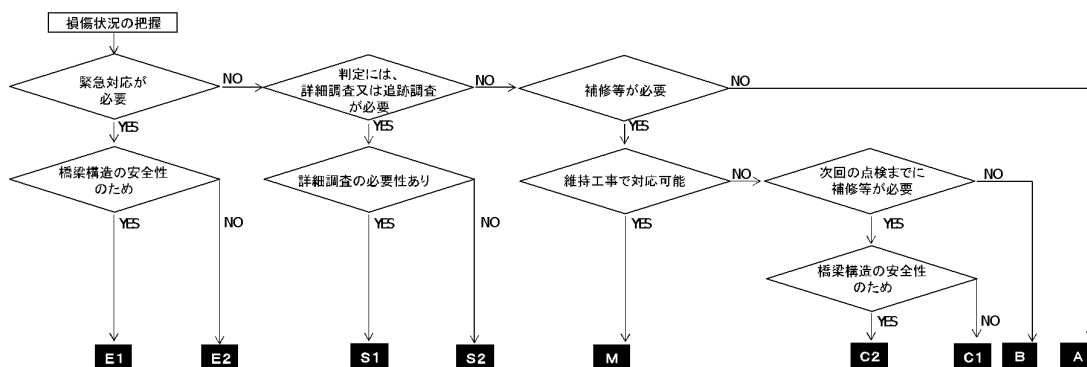 損傷状況の把握
緊急対応が
必要
NO
判定には、
詳細調査又は追跡調査
が必要
NO
補修等が必要
NO
YES
YES
YES
橋梁構造の安全性
のため
詳細調査の必要性あり
維持工事で対応可能
NO
次回の点検までに
補修等が必要
NO
YES
NO
YES
NO
YES
YES
橋梁構造の安全性
のため
YES
NO
E1
E2
S1
S2
M
C2
C1
B
A